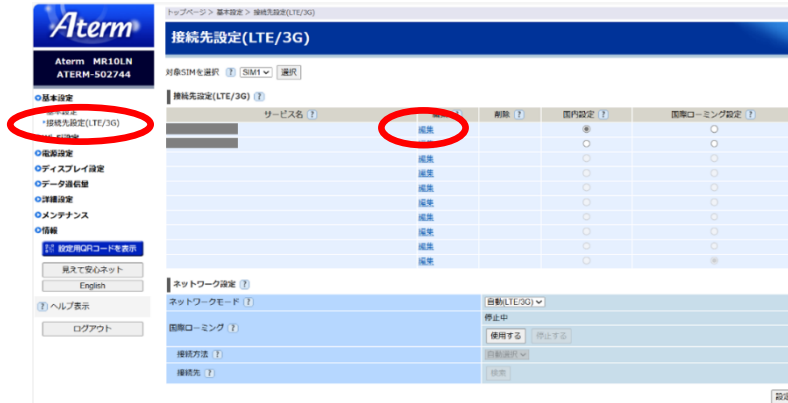 トップページ > 基本設定 > 接続先設定(LTE/3G)
Aterm
接続先設定(LTE/3G)
Aterm MR10LN
ATERM-502744
対象SIMを選択 ? SIM1 選択
基本設定
接続先設定(LTE/3G) ?
基本設定
サービス名 ? 削除 ? 国内設定 ? 国際ローミング設定 ?
接続先設定(LTE/3G)
編集
電源設定
編集
ディスプレイ設定
編集
データ通信量
編集
詳細設定
編集
メンテナンス
編集
情報
編集
設定用QRコードを表示
編集
見えて安心ネット
編集
English
ネットワーク設定 ?
ネットワークモード ? 自動(LTE/3G)
? ヘルプ表示
国際ローミング ? 停止中
使用する 停止する
ログアウト
接続方法 ? 自動選択
接続先 ? 検索
設定